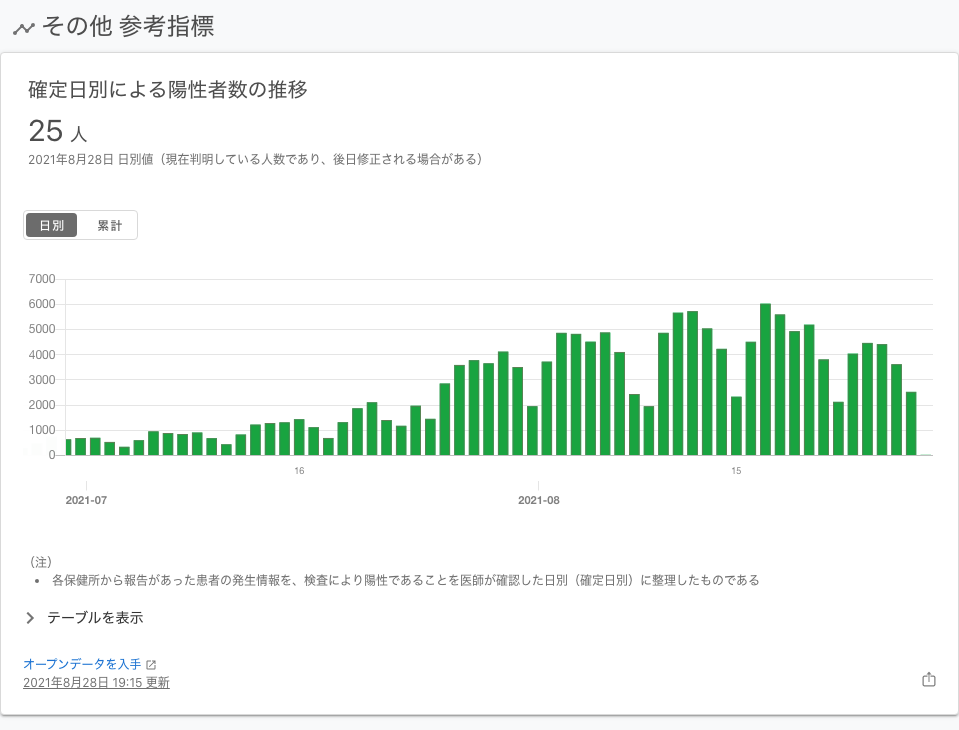 その他 参考指標
確定日別による陽性者数の推移
25 人
2021年8月28日 日別値（現在判明している人数であり、後日修正される場合がある）
日別 累計
7000
6000
5000
4000
3000
2000
1000
0
16 15
2021-07 2021-08
（注）
• 各保健所から報告があった患者の発生情報を、検査により陽性であることを医師が確認した日別（確定日別）に整理したものである
テーブルを表示
オープンデータを入手
2021年8月28日 19:15 更新